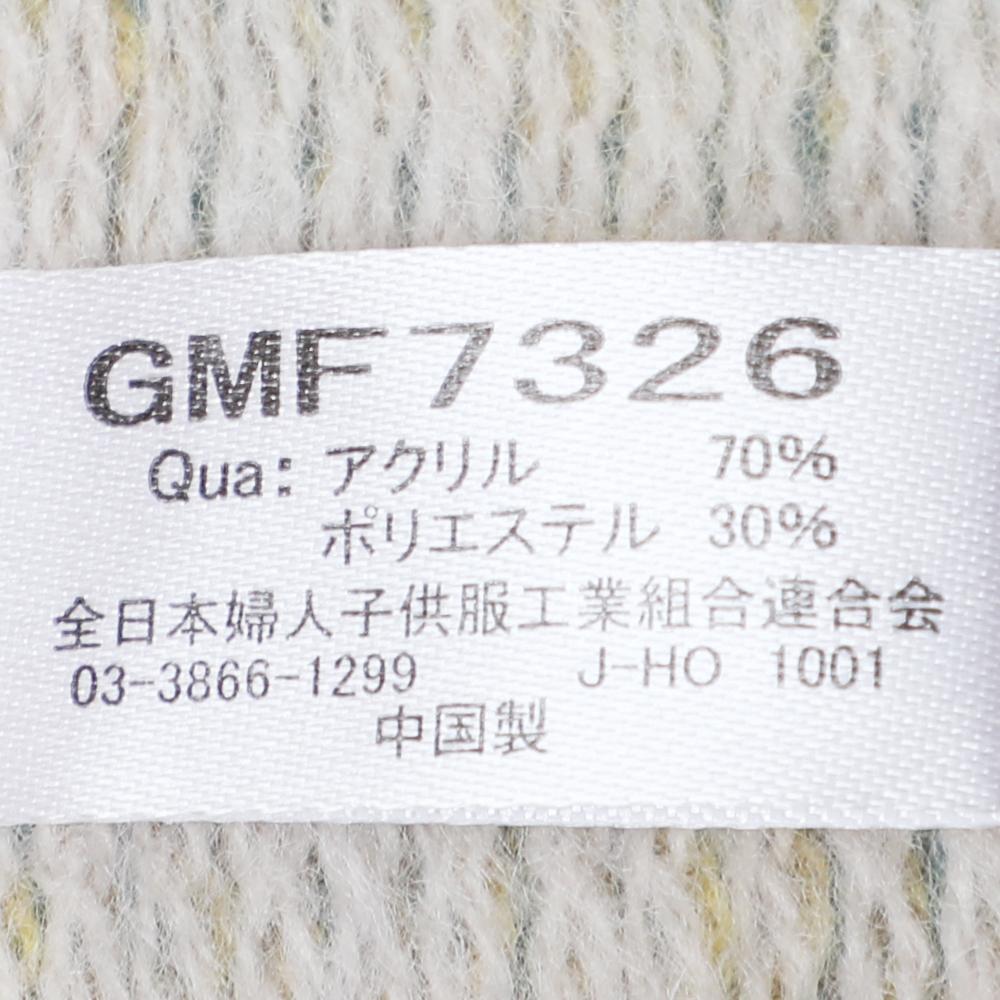 GMF7326
Qua: アクリル 70%
ポリエステル 30%
全日本婦人子供服工業組合連合会
03-3866-1299 J-HO 1001
中国製